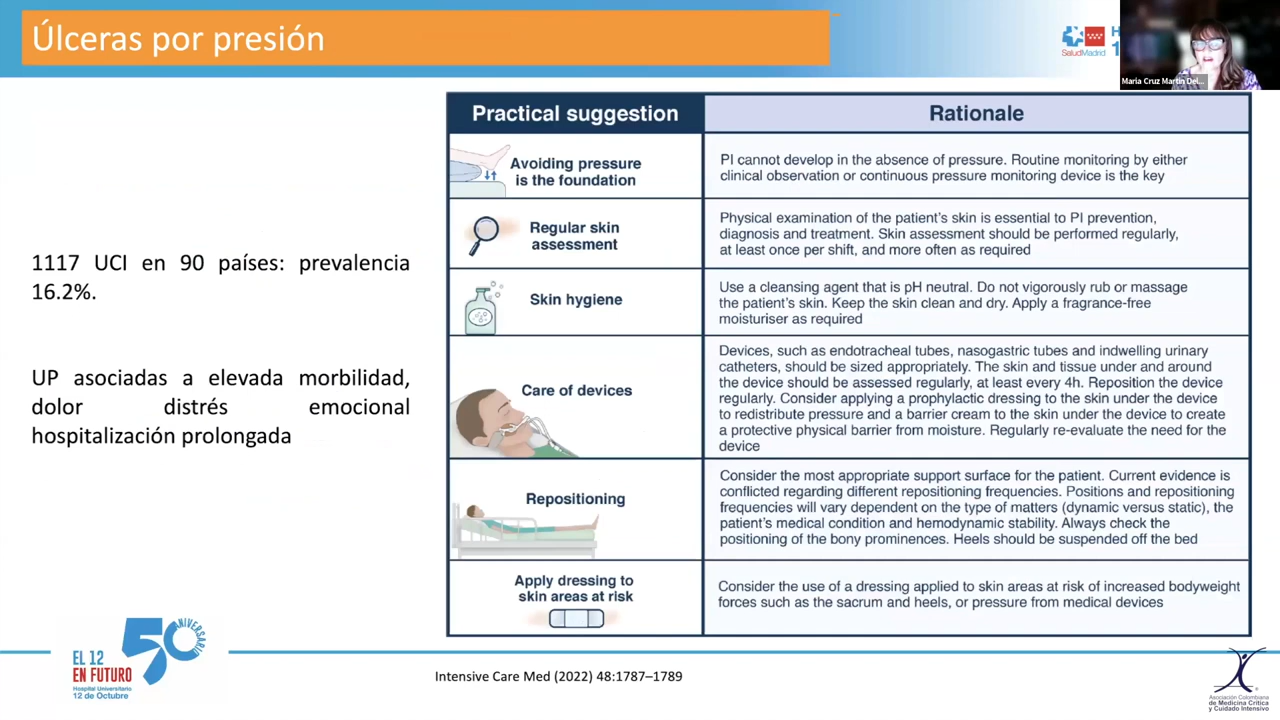 Úlceras por presión
SaludMadrid
Maria Cruz Martin Del...
1117 UCI en 90 países: prevalencia
16.2%.
UP asociadas a elevada morbilidad,
dolor distrés emocional
hospitalización prolongada
Practical suggestion
Rationale
Avoiding pressure
is the foundation
PI cannot develop in the absence of pressure. Routine monitoring by either
clinical observation or continuous pressure monitoring device is the key
Regular skin
assessment
Physical examination of the patient's skin is essential to PI prevention,
diagnosis and treatment. Skin assessment should be performed regularly,
at least once per shift, and more often as required
Skin hygiene
Use a cleansing agent that is pH neutral. Do not vigorously rub or massage
the patient's skin. Keep the skin clean and dry. Apply a fragrance-free
moisturiser as required
Care of devices
Devices, such as endotracheal tubes, nasogastric tubes and indwelling urinary
catheters, should be sized appropriately. The skin and tissue under and around
the device should be assessed regularly, at least every 4h. Reposition the device
regularly. Consider applying a prophylactic dressing to the skin under the device
to redistribute pressure and a barrier cream to the skin under the device to create
a protective physical barrier from moisture. Regularly re-evaluate the need for the
device
Repositioning
Consider the most appropriate support surface for the patient. Current evidence is
conflicted regarding different repositioning frequencies. Positions and repositioning
frequencies will vary dependent on the type of matters (dynamic versus static), the
patient's medical condition and hemodynamic stability. Always check the
positioning of the bony prominences. Heels should be suspended off the bed
Apply dressing to
skin areas at risk
Consider the use of a dressing applied to skin areas at risk of increased bodyweight
forces such as the sacrum and heels, or pressure from medical devices
EL 12
EN FUTURO
50
ANIVERSARIO
Hospital Universitario
12 de Octubre
Intensive Care Med (2022) 48:1787–1789
Asociación Colombiana
de Medicina Crítica
y Cuidado Intensivo